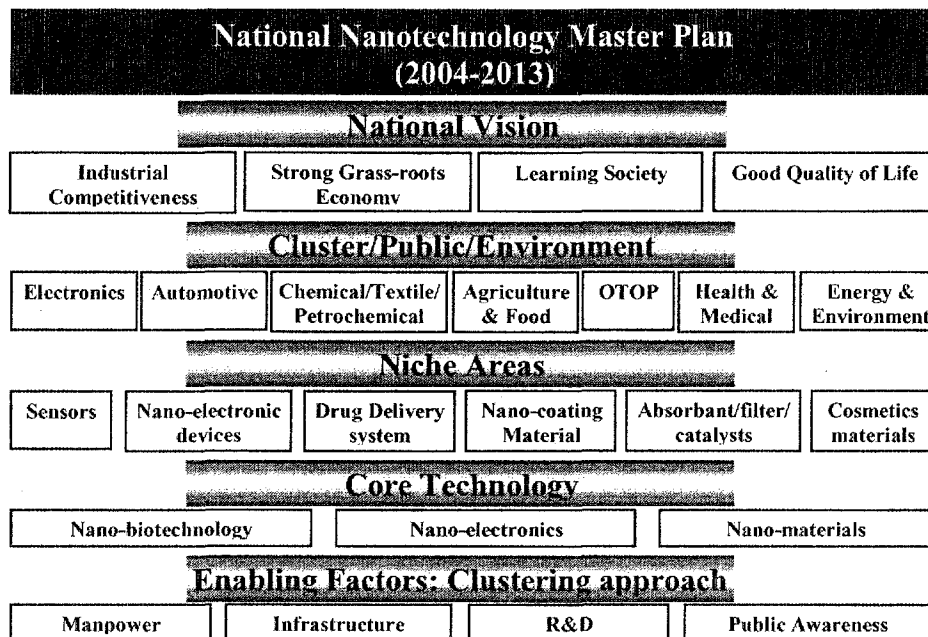 National Nanotechnology Master Plan
(2004-2013)
National Vision
Industrial
Competitiveness
Strong Grass-roots
Economy
Learning Society
Good Quality of Life
Cluster/Public/Environment
Electronics
Automotive
Chemical/Textile/
Petrochemical
Agriculture
& Food
OTOP
Health &
Medical
Energy &
Environment
Niche Areas
Sensors
Nano-electronic
devices
Drug Delivery
system
Nano-coating
Material
Absorbant/filter/
catalysts
Cosmetics
materials
Core Technology
Nano-biotechnology
Nano-electronics
Nano-materials
Enabling Factors: Clustering approach
Manpower
Infrastructure
R&D
Public Awareness